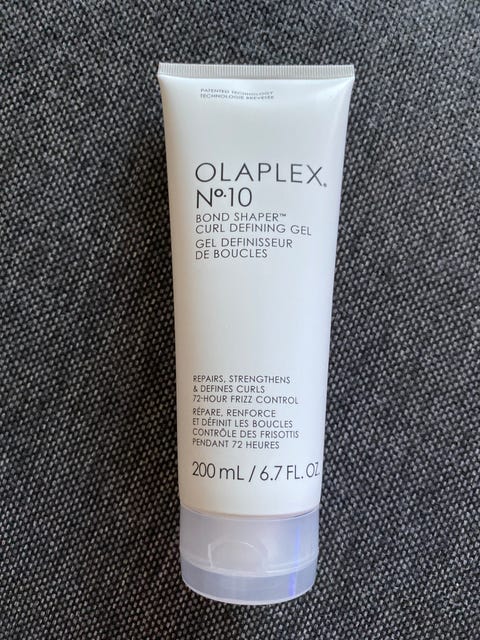 PATENTED TECHNOLOGY
TECHNOLOGIE BREVETÉE
OLAPLEX®
Nº.10
BOND SHAPER™
CURL DEFINING GEL
GEL DEFINISSEUR
DE BOUCLES
REPAIRS, STRENGTHENS
& DEFINES CURLS
72-HOUR FRIZZ CONTROL
RÉPARE, RENFORCE
ET DÉFINIT LES BOUCLES
CONTRÔLE DES FRISOTTIS
PENDANT 72 HEURES
200 mL / 6.7 FL. OZ.